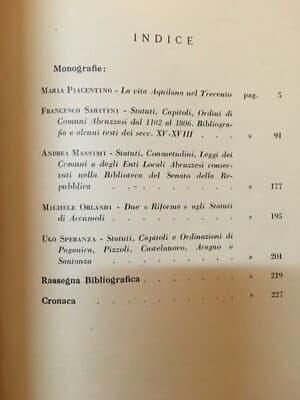 INDICE
Monografie:
MARIA PIACENTINO - La vita Aquilana nel Trecento pag. 5
FRANCESCO SABATINI - Statuti, Capitoli, Ordini di
Comuni Abruzzesi dal 1102 al 1806. Bibliogra-
fia e alcuni testi dei secc. XV-XVIII . . . » 91
ANDREA MASSIMI - Statuti, Consuetudini, Leggi dei
Comuni e degli Enti Locali Abruzzesi conser-
vati nella Biblioteca del Senato della Re-
pubblica . . . . . . . . » 177
MICHELE ORLANDI - Due « Riforme » agli Statuti
di Accumoli . . . . . . . » 195
UGO SPERANZA - Statuti, Capitoli e Ordinazioni di
Paganica, Pizzoli, Castelnuovo, Aragno e
Santanza . . . . . . . . » 201
Rassegna Bibliografica . . . . . . » 219
Cronaca . . . . . . . . . » 227